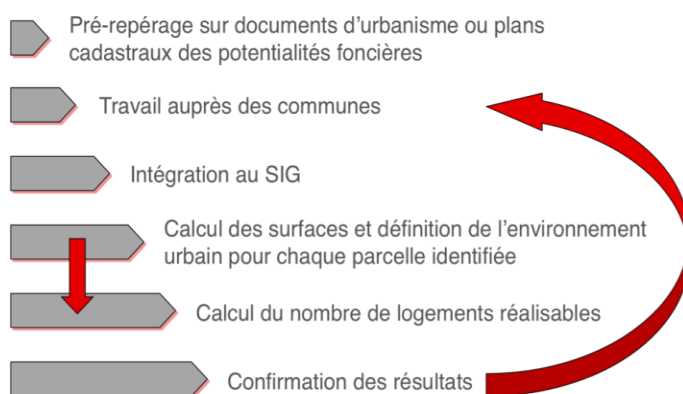 Pré-repérage sur documents d'urbanisme ou plans
cadastraux des potentialités foncières
Travail auprès des communes
Intégration au SIG
Calcul des surfaces et définition de l'environnement
urbain pour chaque parcelle identifiée
Calcul du nombre de logements réalisables
Confirmation des résultats